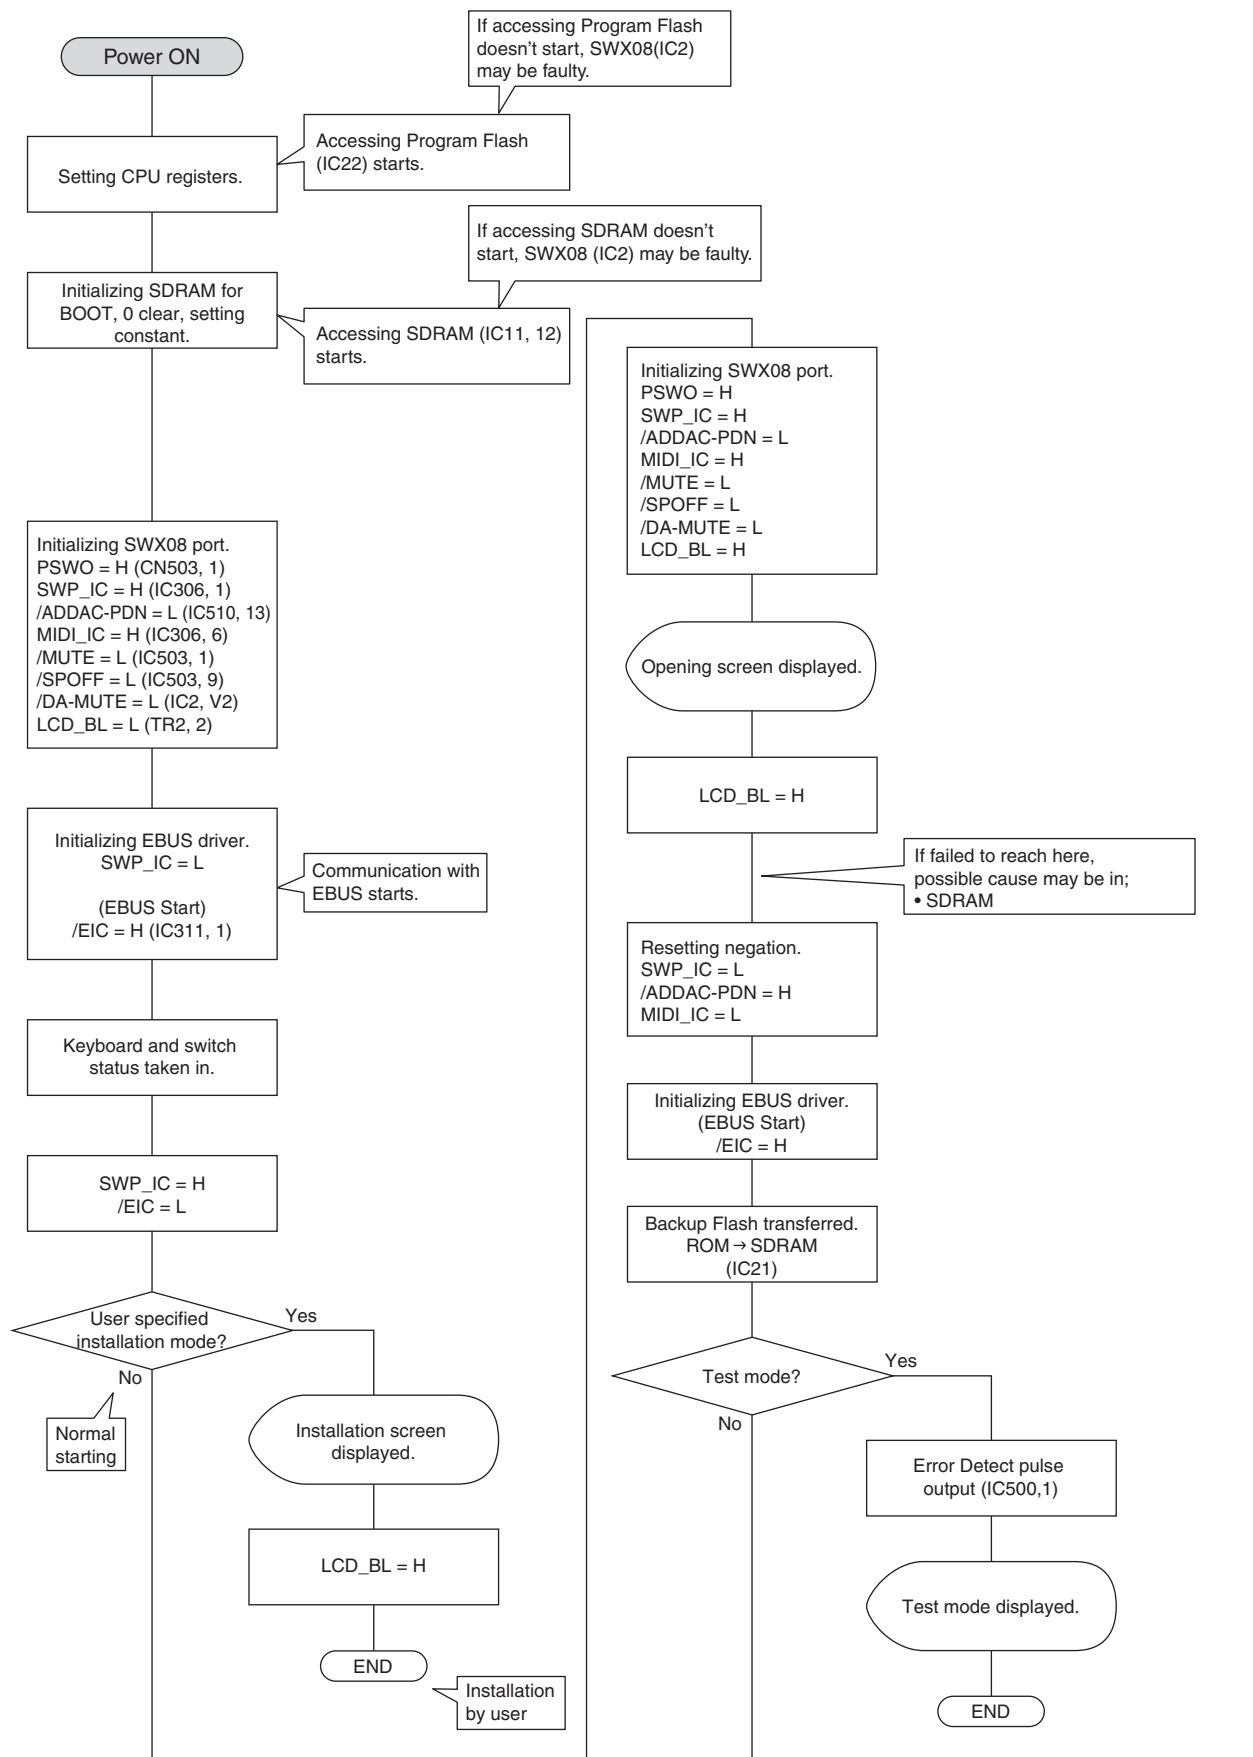 Power ON
If accessing Program Flash
doesn't start, SWX08(IC2)
may be faulty.
Accessing Program Flash
(IC22) starts.
Setting CPU registers.
If accessing SDRAM doesn't
start, SWX08 (IC2) may be faulty.
Initializing SDRAM for
BOOT, 0 clear, setting
constant.
Accessing SDRAM (IC11, 12)
starts.
Initializing SWX08 port.
PSWO = H (CN503, 1)
SWP_IC = H (IC306, 1)
/ADDAC-PDN = L (IC510, 13)
MIDI_IC = H (IC306, 6)
/MUTE = L (IC503, 1)
/SPOFF = L (IC503, 9)
/DA-MUTE = L (IC2, V2)
LCD_BL = L (TR2, 2)
Initializing EBUS driver.
SWP_IC = L
(EBUS Start)
/EIC = H (IC311, 1)
Communication with
EBUS starts.
Keyboard and switch
status taken in.
SWP_IC = H
/EIC = L
User specified
installation mode?
Yes
No
Normal
starting
Installation screen
displayed.
LCD_BL = H
END
Installation
by user
Initializing SWX08 port.
PSWO = H
SWP_IC = H
/ADDAC-PDN = L
MIDI_IC = H
/MUTE = L
/SPOFF = L
/DA-MUTE = L
LCD_BL = H
Opening screen displayed.
LCD_BL = H
If failed to reach here,
possible cause may be in;
• SDRAM
Resetting negation.
SWP_IC = L
/ADDAC-PDN = H
MIDI_IC = L
Initializing EBUS driver.
(EBUS Start)
/EIC = H
Backup Flash transferred.
ROM → SDRAM
(IC21)
Test mode?
Yes
No
Error Detect pulse
output (IC500,1)
Test mode displayed.
END